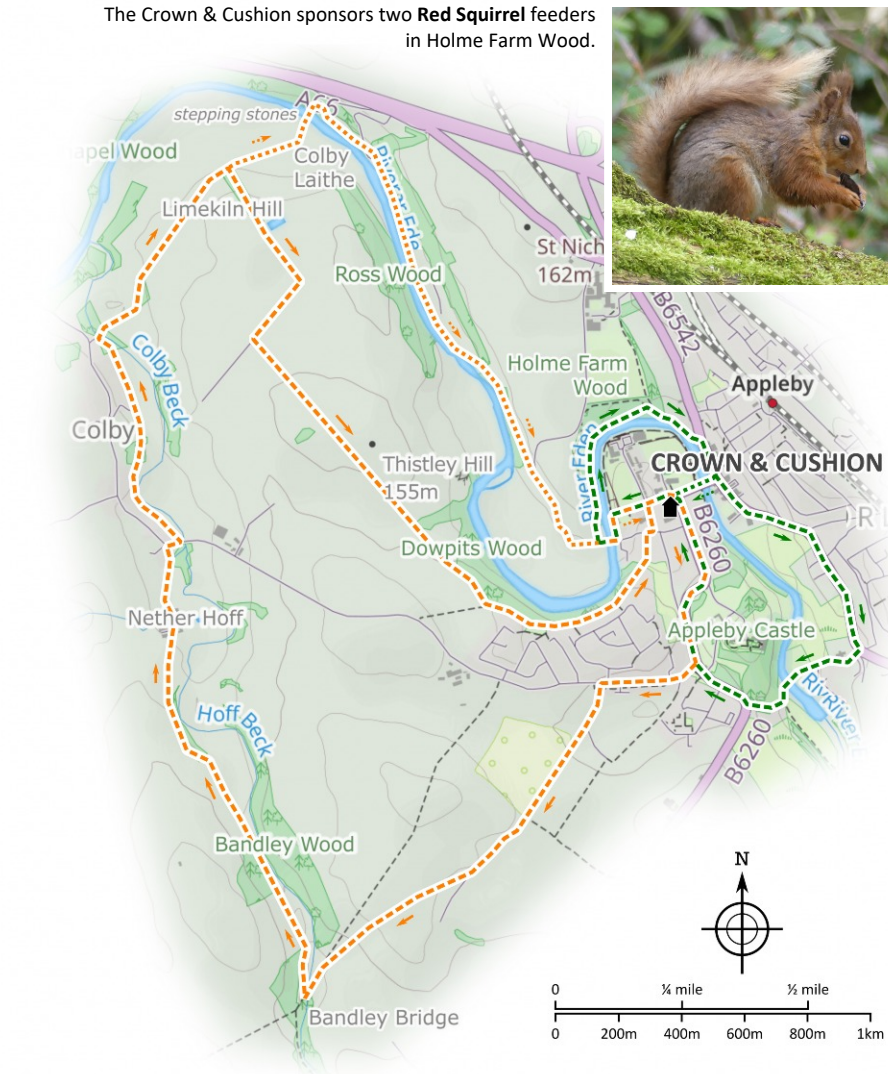 The Crown & Cushion sponsors two Red Squirrel feeders
in Holme Farm Wood.
A66
stepping stones
apel Wood
Colby
Laithe
River
Ede
Limekiln Hill
St Nich
162m
Ross Wood
B6542
Colby Beck
Holme Farm
Wood
Appleby
Colby
River Eden
CROWN & CUSHION
Thistley Hill
155m
B6260
R
Dowpits Wood
Nether Hoff
Appleby Castle
Hoff Beck
RivRiver
B6260
Bandley Wood
N
0 ¼ mile ½ mile
0 200m 400m 600m 800m 1km
Bandley Bridge